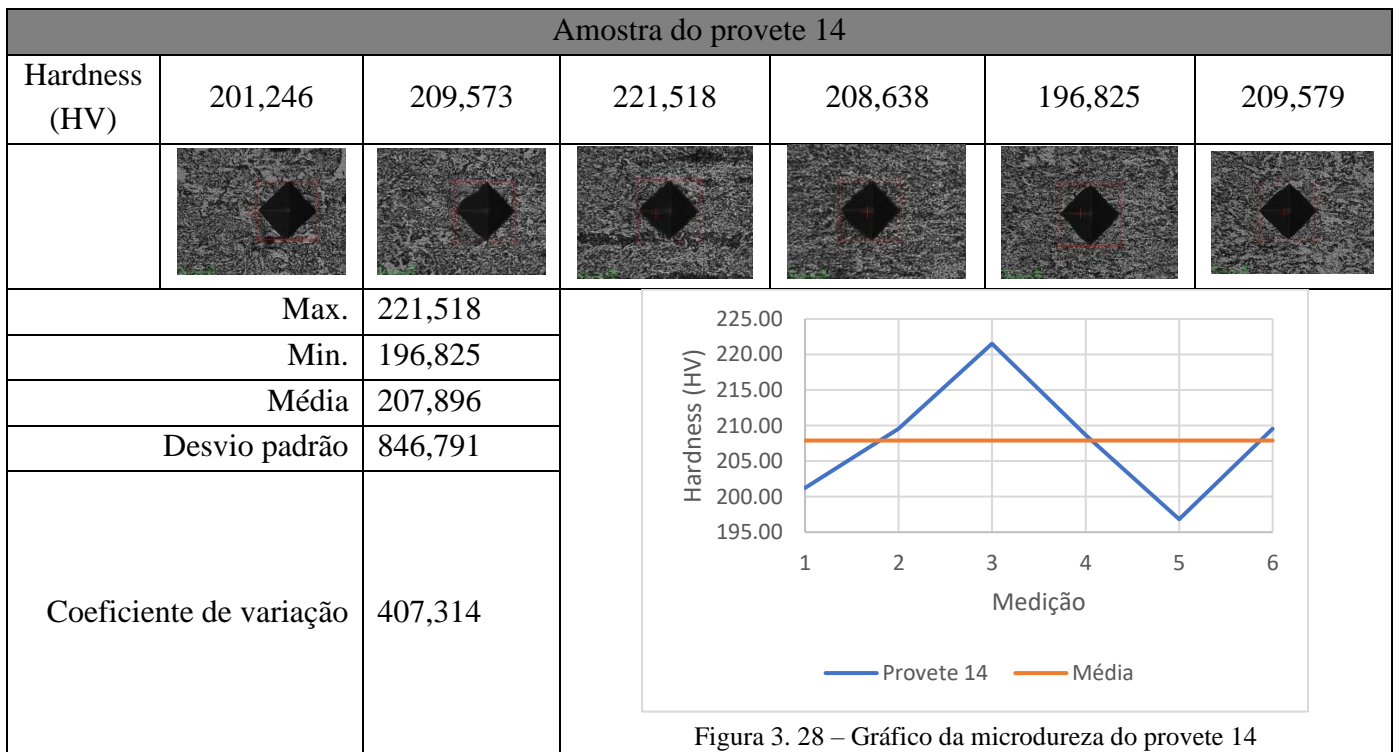 Amostra do provete 14
Hardness
(HV)
201,246
209,573
221,518
208,638
196,825
209,579
Max.
221,518
Min.
196,825
Média
207,896
Desvio padrão
846,791
Coeficiente de variação
407,314
225.00
220.00
215.00
210.00
205.00
200.00
195.00
Hardness (HV)
1 2 3 4 5 6
Medição
Provete 14
Média
Figura 3. 28 – Gráfico da microdureza do provete 14